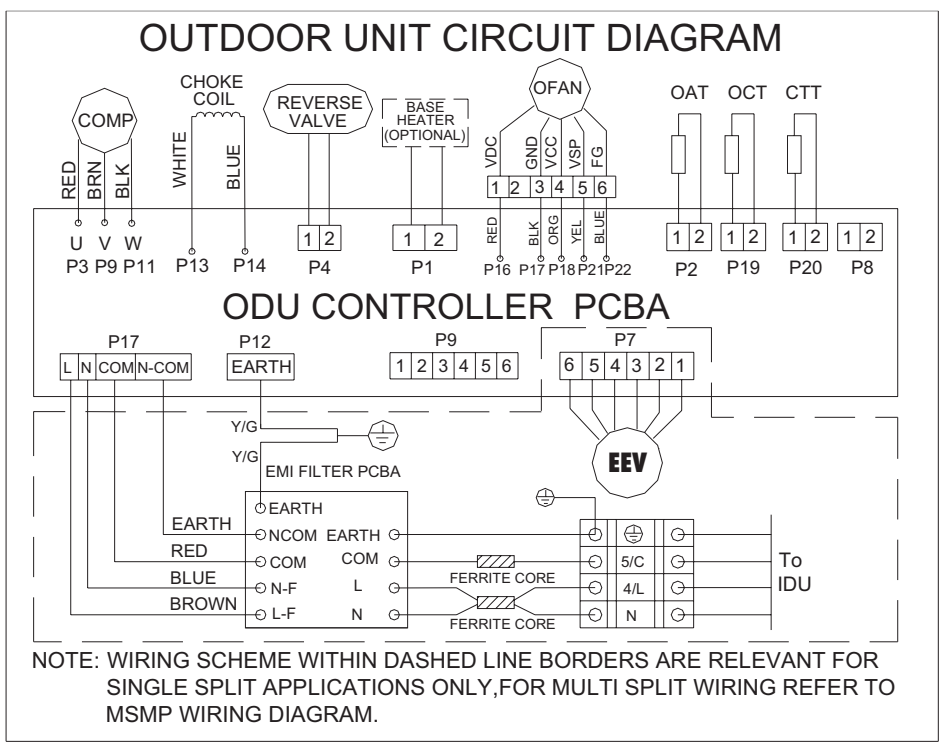 OUTDOOR UNIT CIRCUIT DIAGRAM
COMP
CHOKE
COIL
REVERSE
VALVE
BASE
HEATER
(OPTIONAL)
OFAN
OAT OCT CTT
RED BRN BLK
WHITE BLUE
VDC GND VCC VSP FG
1 2 3 4 5 6
RED BLK ORG YEL BLUE
U V W
P3 P9 P11
P13 P14
1 2
P4
1 2
P1
P16 P17 P18 P21 P22
1 2
P2
1 2
P19
1 2
P20
1 2
P8
ODU CONTROLLER PCBA
P17
L N COM N-COM
P12
EARTH
P9
1 2 3 4 5 6
P7
6 5 4 3 2 1
EEV
Y/G
Y/G
EMI FILTER PCBA
EARTH
EARTH NCOM EARTH
RED COM COM 5/C
FERRITE CORE
BLUE N-F L 4/L
BROWN L-F N N
FERRITE CORE
To
IDU
NOTE: WIRING SCHEME WITHIN DASHED LINE BORDERS ARE RELEVANT FOR
SINGLE SPLIT APPLICATIONS ONLY,FOR MULTI SPLIT WIRING REFER TO
MSMP WIRING DIAGRAM.